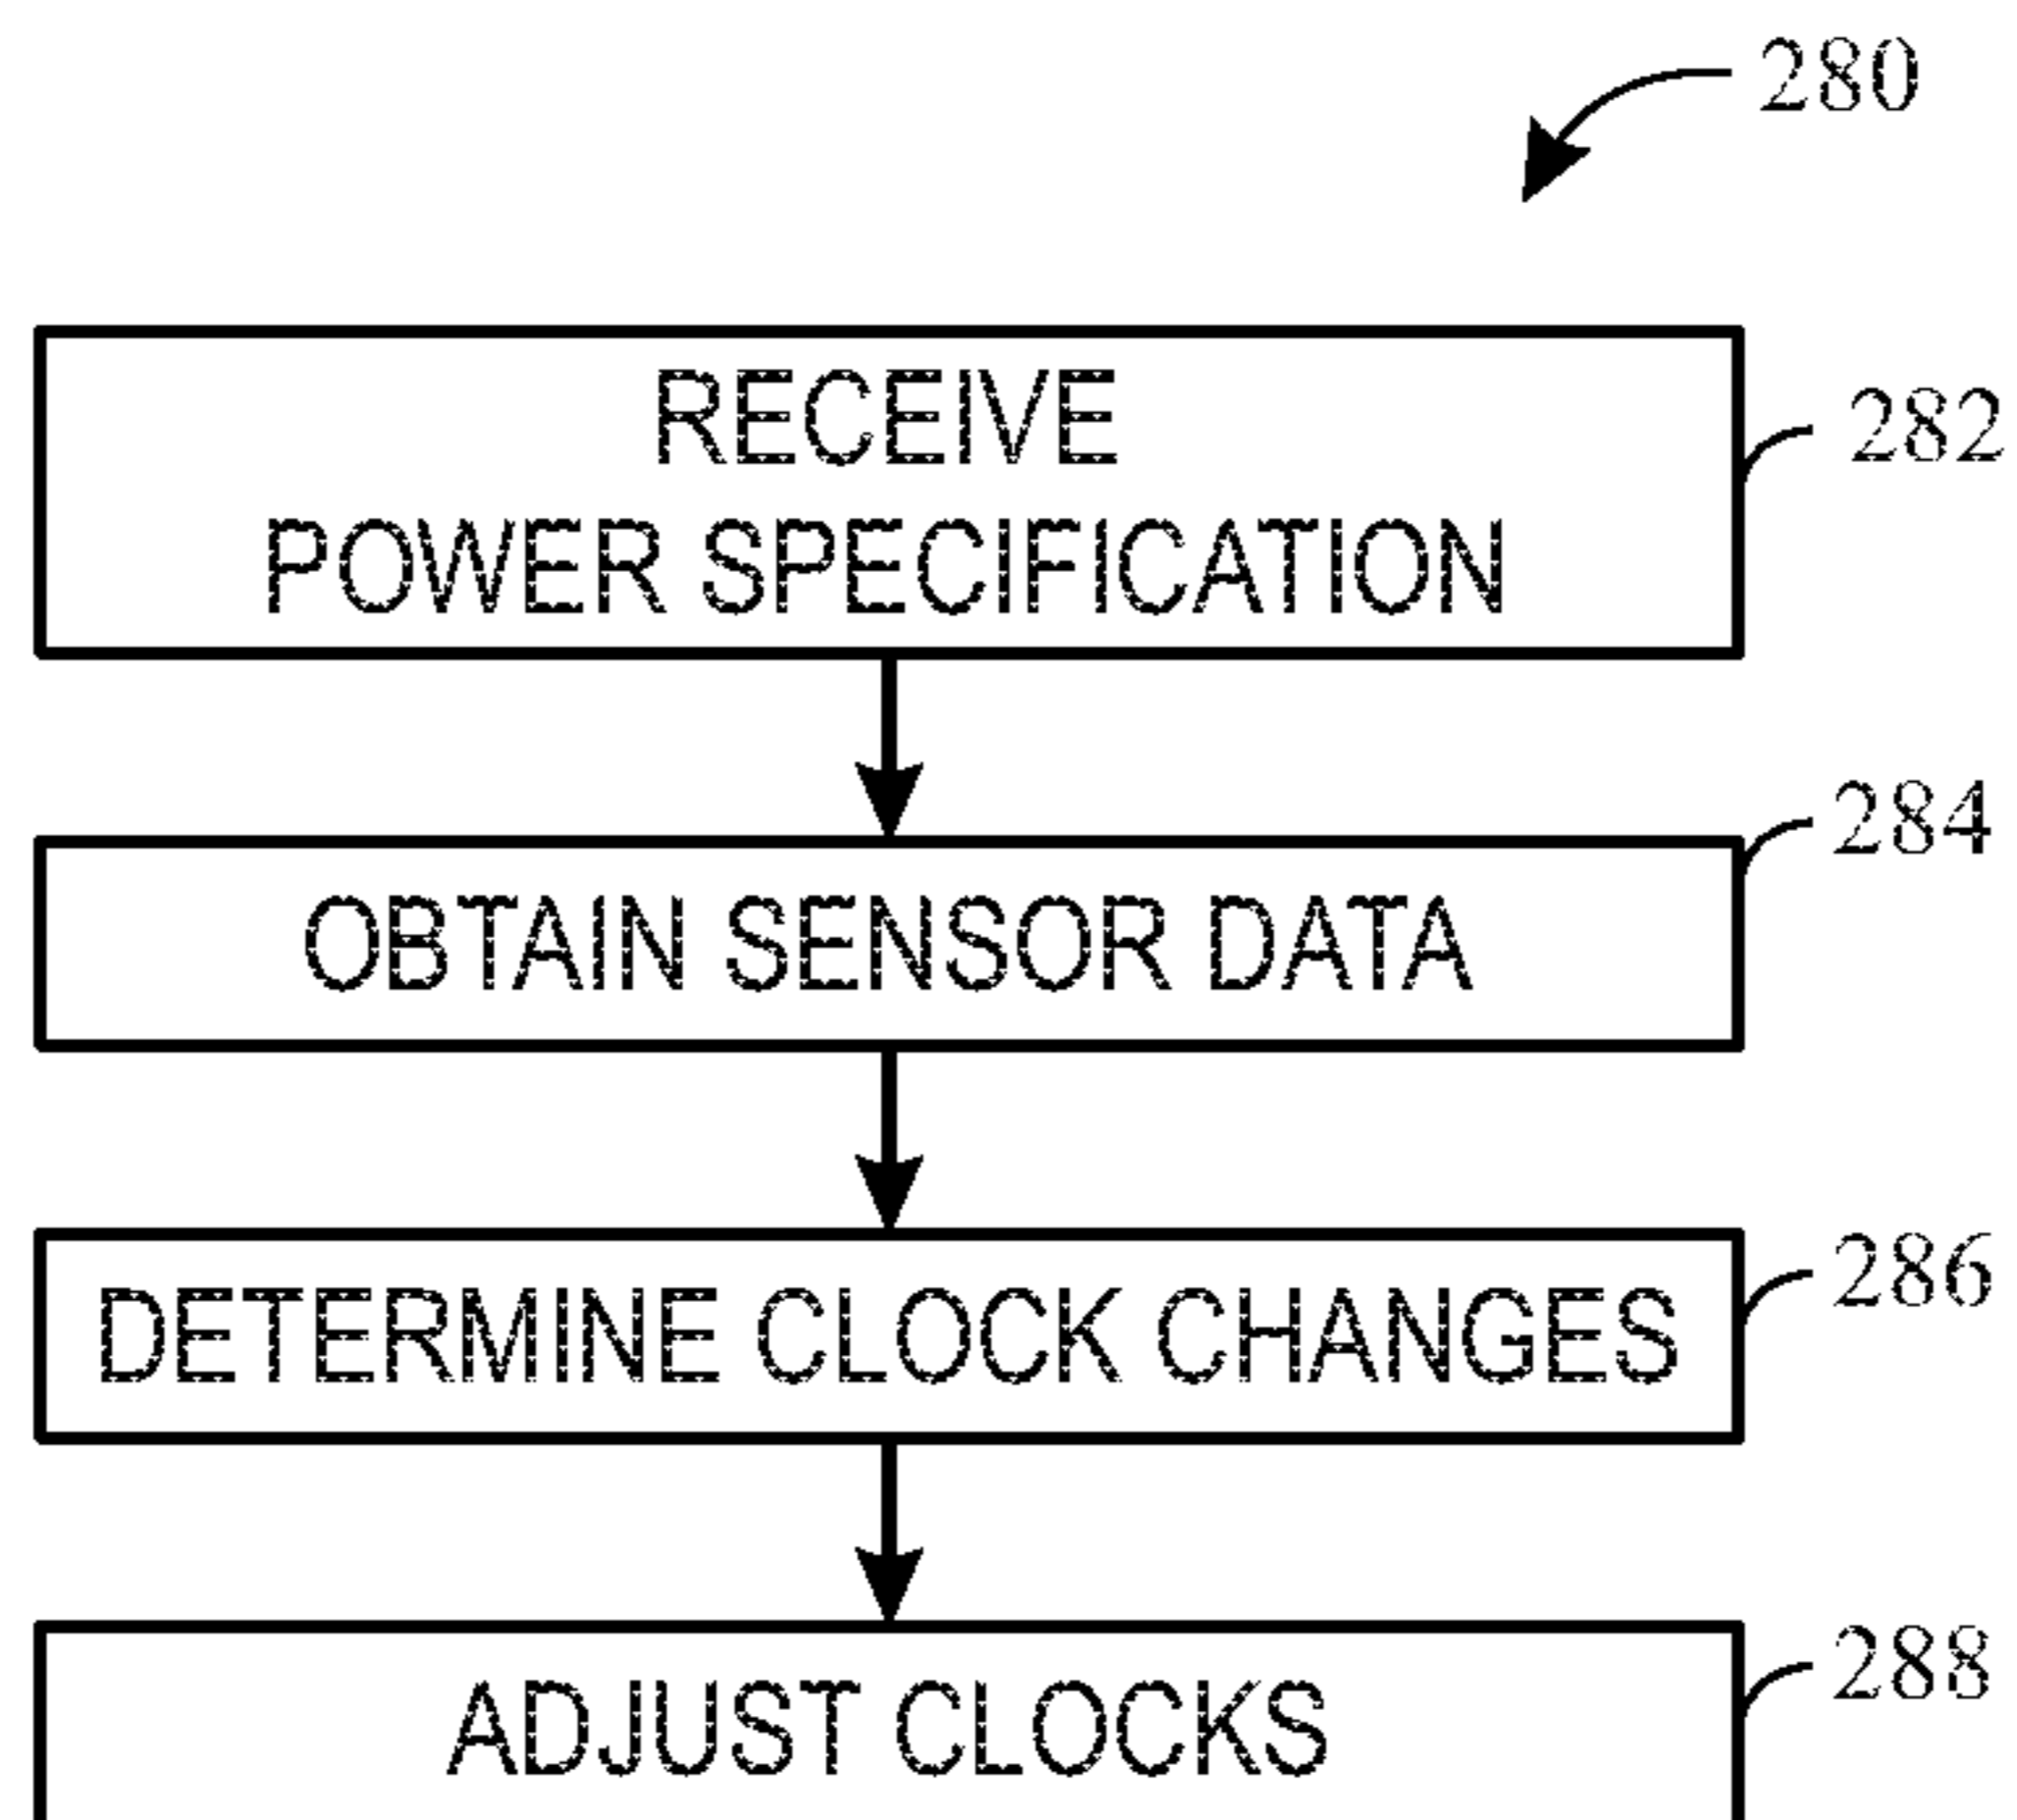 280
RECEIVE
POWER SPECIFICATION
282
OBTAIN SENSOR DATA
284
DETERMINE CLOCK CHANGES
286
ADJUST CLOCKS
288